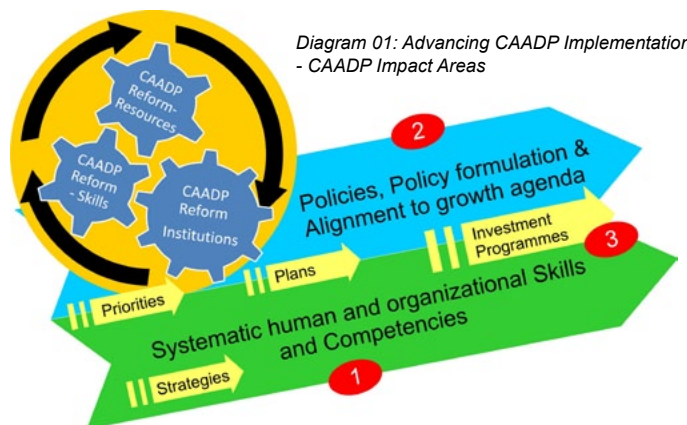 Diagram 01: Advancing CAADP Implementation
- CAADP Impact Areas
CAADP
Reform-
Resources
CAADP
Reform
- Skills
CAADP
Reform
Institutions
2
Policies, Policy formulation &
Alignment to growth agenda
Investment
Programmes
3
Plans
Priorities
Systematic human and organizational Skills
and Competencies
Strategies
1